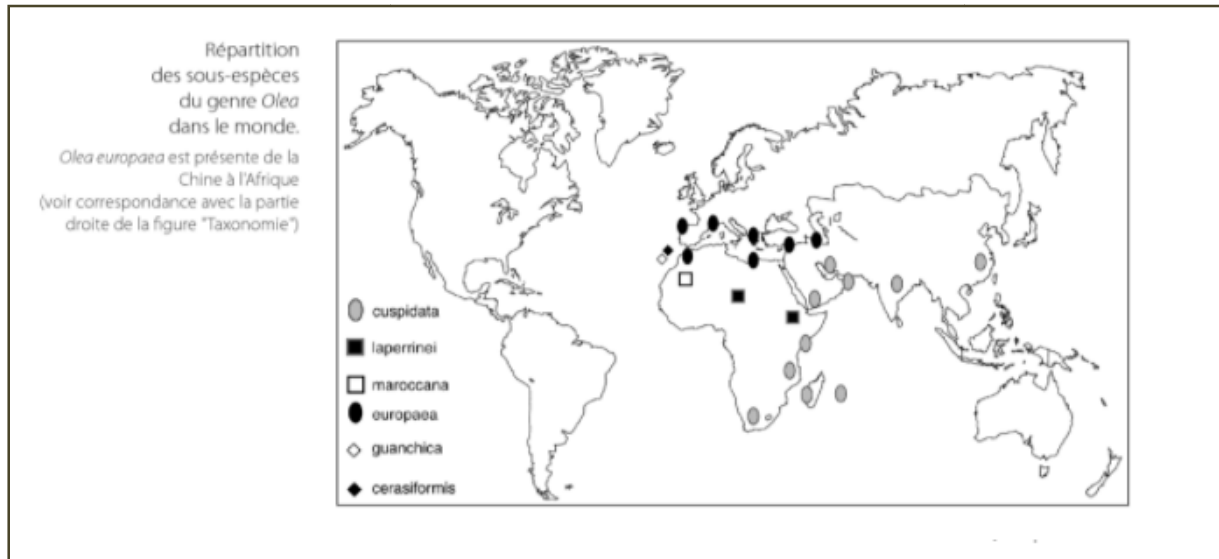 Répartition
des sous-espèces
du genre Olea
dans le monde.
Olea europaea est présente de la
Chine à l'Afrique
(voir correspondance avec la partie
droite de la figure "Taxonomie")
cuspidata
laperrinei
maroccana
europaea
guanchica
cerasiformis